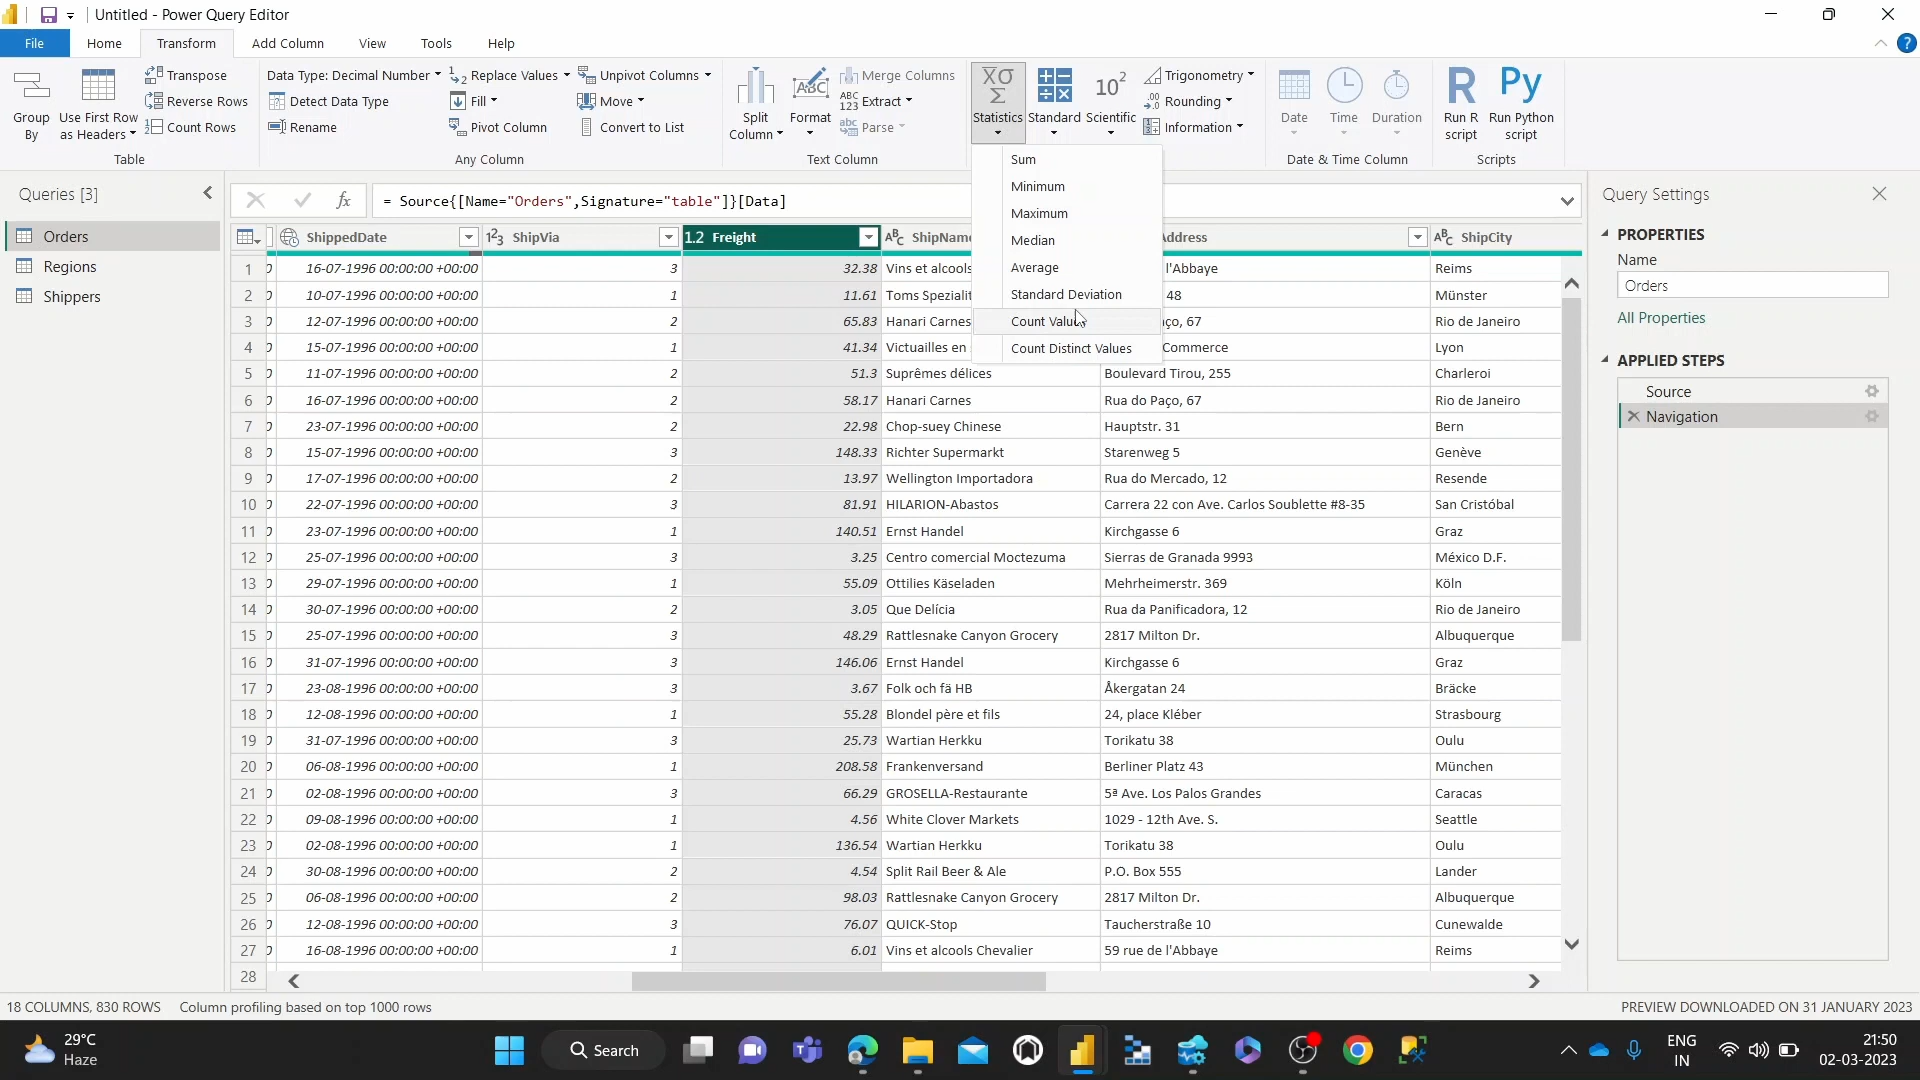 Untitled - Power Query Editor
File Home Transform Add Column View Tools Help
Group By
Use First Row as Headers
Transpose
Reverse Rows
Count Rows
Table
Data Type: Decimal Number
Detect Data Type
Rename
Replace Values
Fill
Pivot Column
Unpivot Columns
Move
Convert to List
Any Column
Split Column
Format
Merge Columns
Extract
Parse
Text Column
Statistics
Standard
Scientific
Trigonometry
Rounding
Information
Date
Time
Duration
Date & Time Column
Run R script
Run Python script
Scripts
Sum
Minimum
Maximum
Median
Average
Standard Deviation
Count Values
Count Distinct Values
Queries [3]
Orders
Regions
Shippers
= Source{[Name="Orders",Signature="table"]}[Data]
ShippedDate 1²3 ShipVia 1.2 Freight ABC ShipName Address ABC ShipCity
1 16-07-1996 00:00:00 +00:00 3 32.38 Vins et alcools l'Abbaye Reims
2 10-07-1996 00:00:00 +00:00 1 11.61 Toms Spezialit 48 Münster
3 12-07-1996 00:00:00 +00:00 2 65.83 Hanari Carnes ço, 67 Rio de Janeiro
4 15-07-1996 00:00:00 +00:00 1 41.34 Victuailles en Commerce Lyon
5 11-07-1996 00:00:00 +00:00 2 51.3 Suprêmes délices Boulevard Tirou, 255 Charleroi
6 16-07-1996 00:00:00 +00:00 2 58.17 Hanari Carnes Rua do Paço, 67 Rio de Janeiro
7 23-07-1996 00:00:00 +00:00 2 22.98 Chop-suey Chinese Hauptstr. 31 Bern
8 15-07-1996 00:00:00 +00:00 3 148.33 Richter Supermarkt Starenweg 5 Genève
9 17-07-1996 00:00:00 +00:00 2 13.97 Wellington Importadora Rua do Mercado, 12 Resende
10 22-07-1996 00:00:00 +00:00 3 81.91 HILARION-Abastos Carrera 22 con Ave. Carlos Soublette #8-35 San Cristóbal
11 23-07-1996 00:00:00 +00:00 1 140.51 Ernst Handel Kirchgasse 6 Graz
12 25-07-1996 00:00:00 +00:00 3 3.25 Centro comercial Moctezuma Sierras de Granada 9993 México D.F.
13 29-07-1996 00:00:00 +00:00 1 55.09 Ottilies Käseladen Mehrheimerstr. 369 Köln
14 30-07-1996 00:00:00 +00:00 2 3.05 Que Delícia Rua da Panificadora, 12 Rio de Janeiro
15 25-07-1996 00:00:00 +00:00 3 48.29 Rattlesnake Canyon Grocery 2817 Milton Dr. Albuquerque
16 31-07-1996 00:00:00 +00:00 3 146.06 Ernst Handel Kirchgasse 6 Graz
17 23-08-1996 00:00:00 +00:00 3 3.67 Folk och fä HB Åkergatan 24 Bräcke
18 12-08-1996 00:00:00 +00:00 1 55.28 Blondel père et fils 24, place Kléber Strasbourg
19 31-07-1996 00:00:00 +00:00 3 25.73 Wartian Herkku Torikatu 38 Oulu
20 06-08-1996 00:00:00 +00:00 1 208.58 Frankenversand Berliner Platz 43 München
21 02-08-1996 00:00:00 +00:00 3 66.29 GROSELLA-Restaurante 5ª Ave. Los Palos Grandes Caracas
22 09-08-1996 00:00:00 +00:00 1 4.56 White Clover Markets 1029 - 12th Ave. S. Seattle
23 02-08-1996 00:00:00 +00:00 1 136.54 Wartian Herkku Torikatu 38 Oulu
24 30-08-1996 00:00:00 +00:00 2 4.54 Split Rail Beer & Ale P.O. Box 555 Lander
25 06-08-1996 00:00:00 +00:00 2 98.03 Rattlesnake Canyon Grocery 2817 Milton Dr. Albuquerque
26 12-08-1996 00:00:00 +00:00 3 76.07 QUICK-Stop Taucherstraße 10 Cunewalde
27 16-08-1996 00:00:00 +00:00 1 6.01 Vins et alcools Chevalier 59 rue de l'Abbaye Reims
28
Query Settings
PROPERTIES
Name
Orders
All Properties
APPLIED STEPS
Source
Navigation
18 COLUMNS, 830 ROWS Column profiling based on top 1000 rows
PREVIEW DOWNLOADED ON 31 JANUARY 2023
29°C
Haze
Search
ENG
IN
21:50
02-03-2023